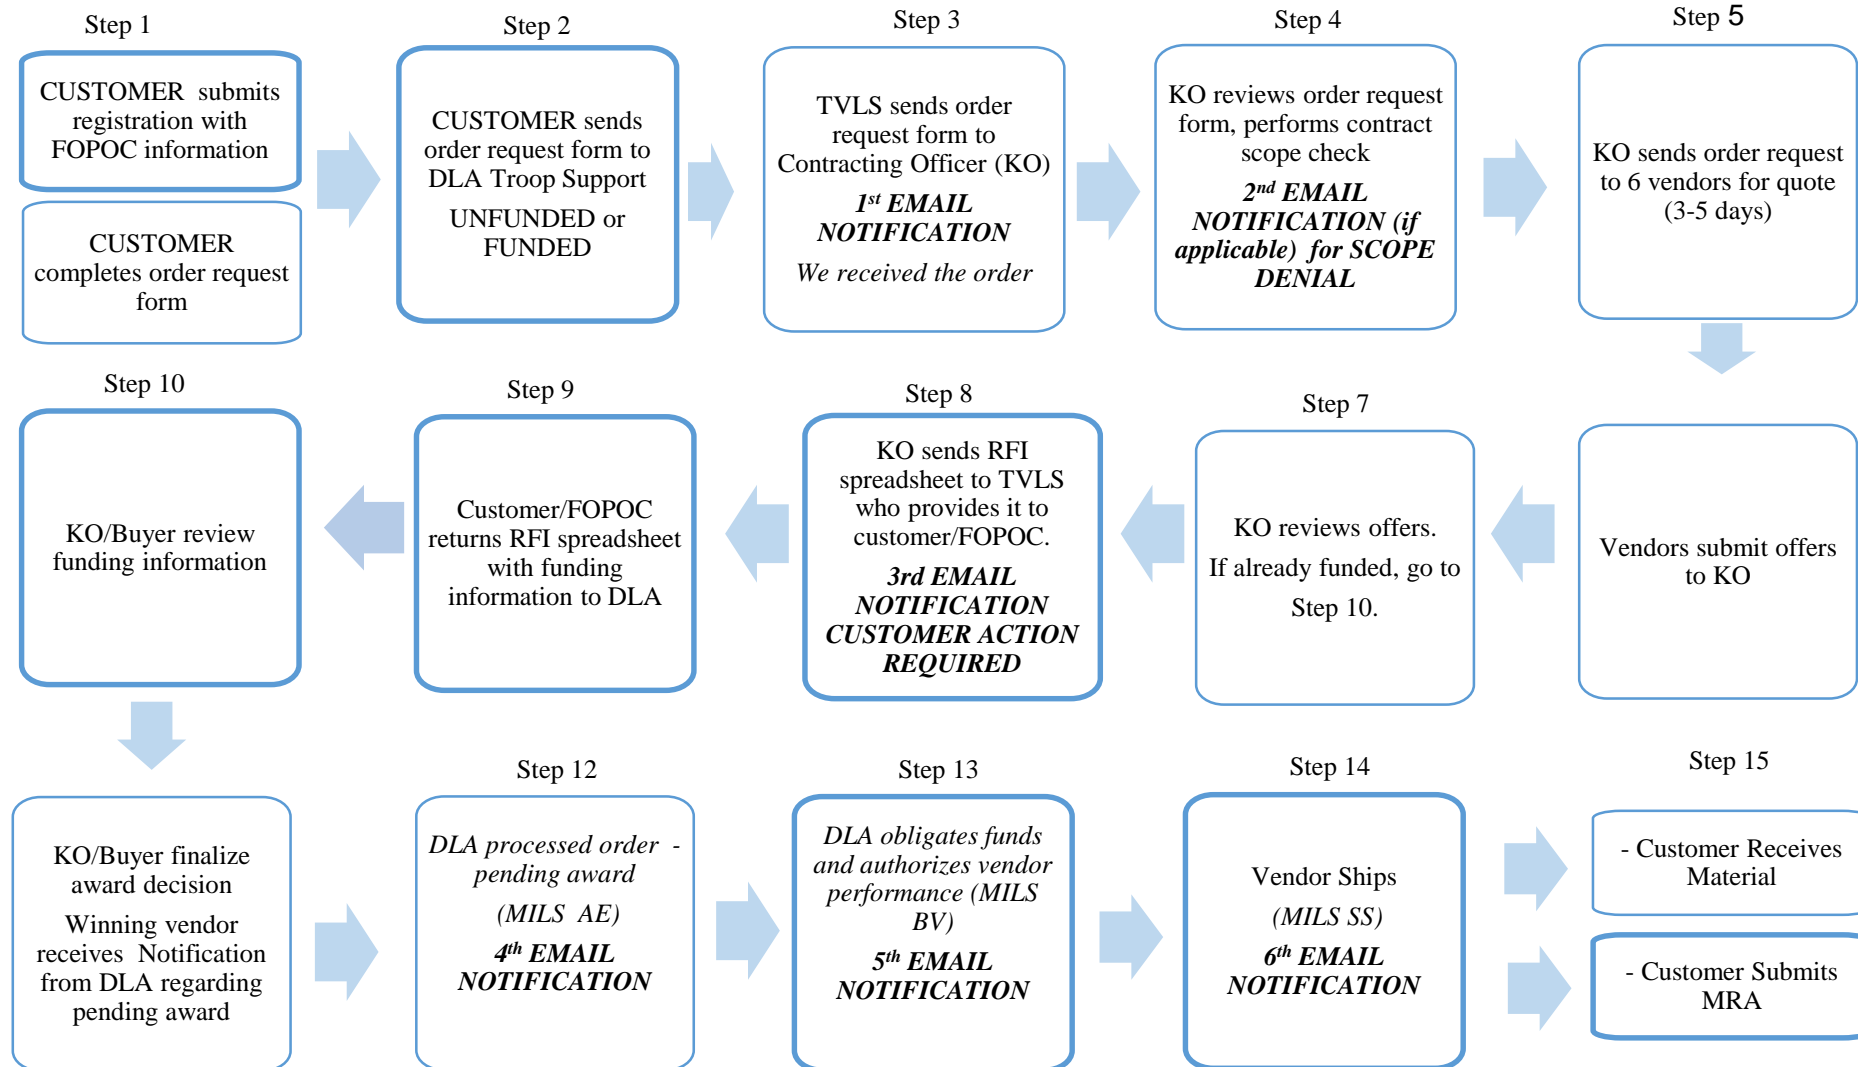 Step 1
CUSTOMER submits
registration with
FOPOC information
CUSTOMER
completes order request
form
Step 2
CUSTOMER sends
order request form to
DLA Troop Support
UNFUNDED or
FUNDED
Step 3
TVLS sends order
request form to
Contracting Officer (KO)
1st EMAIL
NOTIFICATION
We received the order
Step 4
KO reviews order request
form, performs contract
scope check
2nd EMAIL
NOTIFICATION (if
applicable) for SCOPE
DENIAL
Step 5
KO sends order request
to 6 vendors for quote
(3-5 days)
Vendors submit offers
to KO
Step 7
KO reviews offers.
If already funded, go to
Step 10.
Step 8
KO sends RFI
spreadsheet to TVLS
who provides it to
customer/FOPOC.
3rd EMAIL
NOTIFICATION
CUSTOMER ACTION
REQUIRED
Step 9
Customer/FOPOC
returns RFI spreadsheet
with funding
information to DLA
Step 10
KO/Buyer review
funding information
KO/Buyer finalize
award decision
Winning vendor
receives Notification
from DLA regarding
pending award
Step 12
DLA processed order -
pending award
(MILS AE)
4th EMAIL
NOTIFICATION
Step 13
DLA obligates funds
and authorizes vendor
performance (MILS
BV)
5th EMAIL
NOTIFICATION
Step 14
Vendor Ships
(MILS SS)
6th EMAIL
NOTIFICATION
Step 15
- Customer Receives
Material
- Customer Submits
MRA